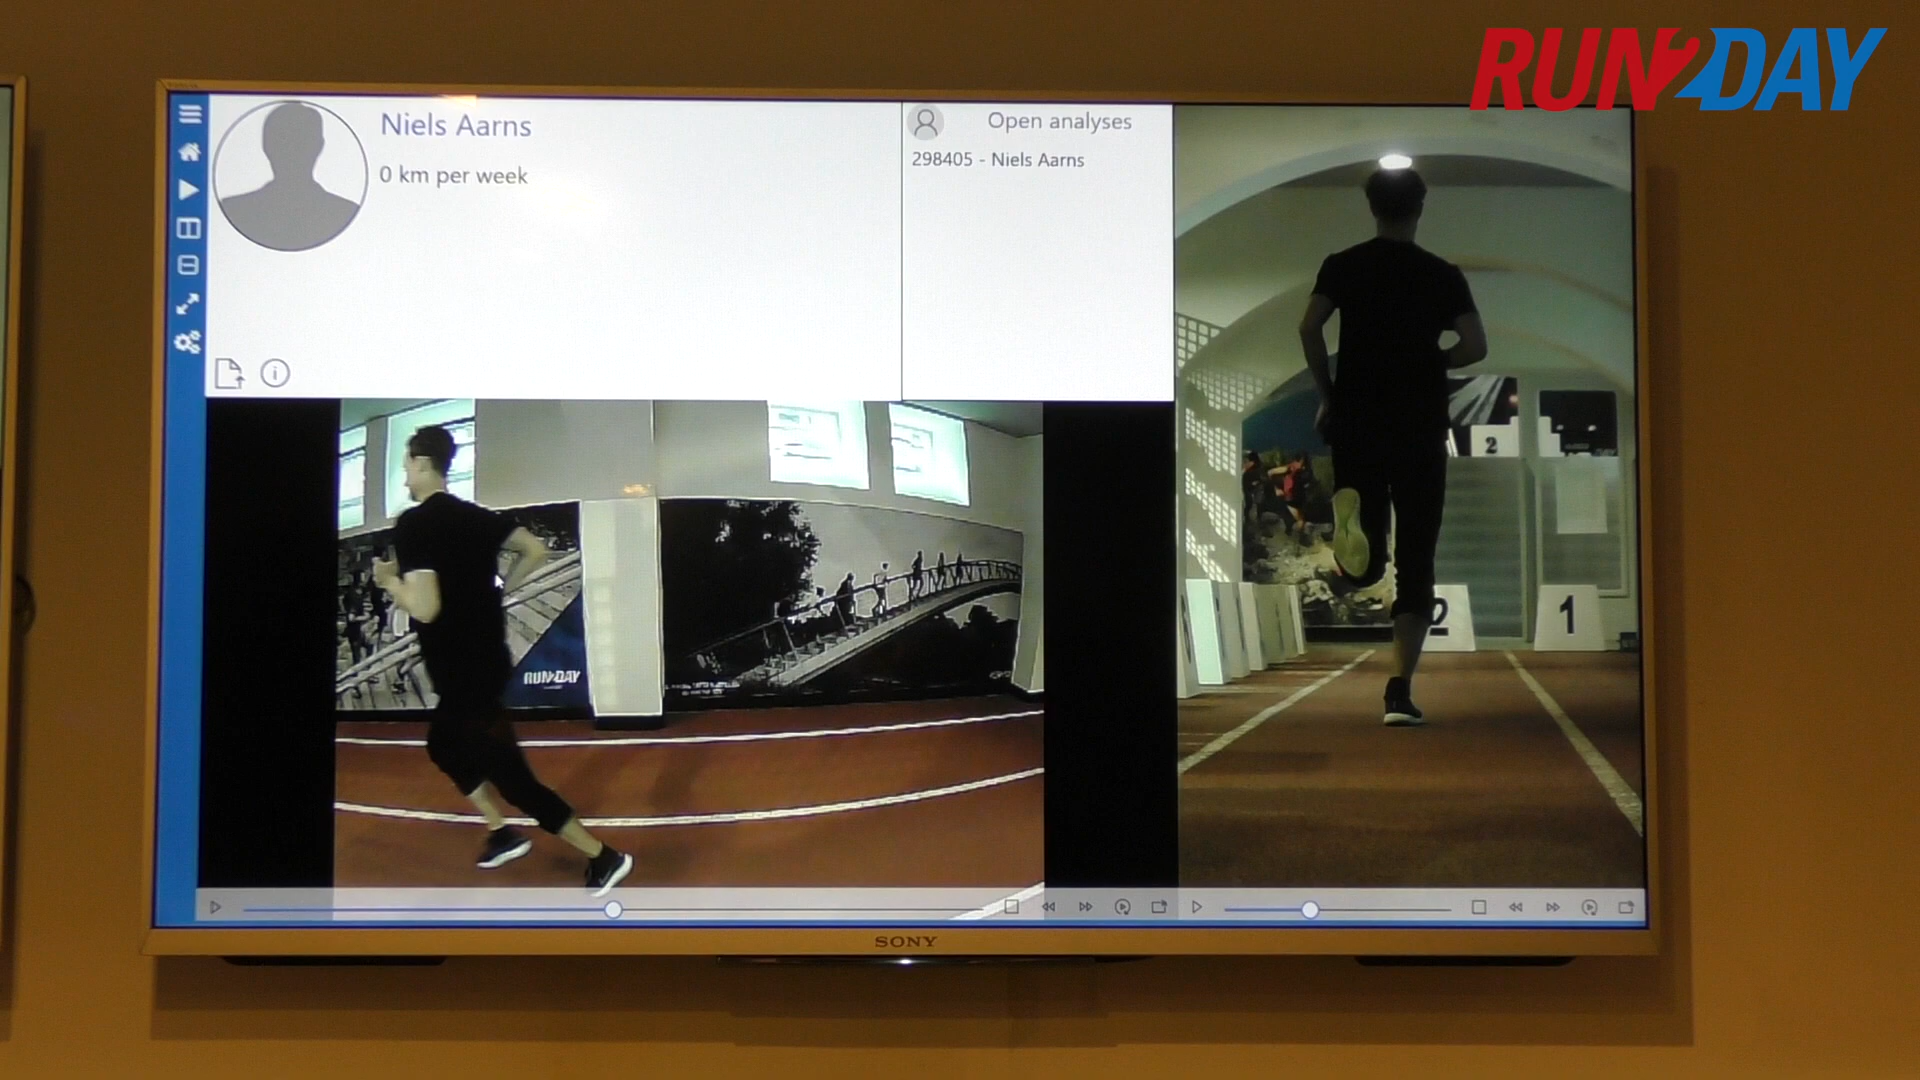 RUN2DAY
Niels Aarns
0 km per week
Open analyses
298405 - Niels Aarns
RUN2DAY
2
2
1
SONY